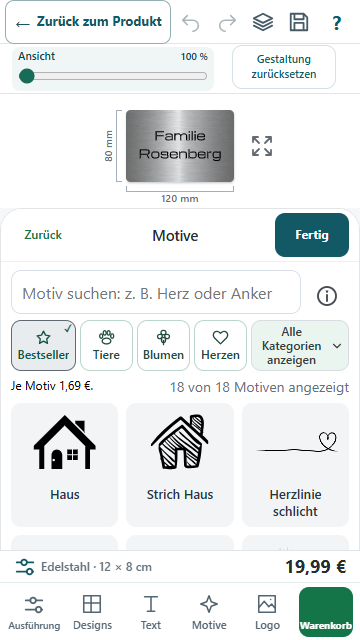 ← Zurück zum Produkt
?
Ansicht 100 %
Gestaltung
zurücksetzen
80 mm
Familie
Rosenberg
120 mm
Zurück
Motive
Fertig
Motiv suchen: z. B. Herz oder Anker
Bestseller
Tiere
Blumen
Herzen
Alle
Kategorien
anzeigen
Je Motiv 1,69 €.
18 von 18 Motiven angezeigt
Haus
Strich Haus
Herzlinie
schlicht
Edelstahl · 12 × 8 cm
19,99 €
Ausführung
Designs
Text
Motive
Logo
Warenkorb